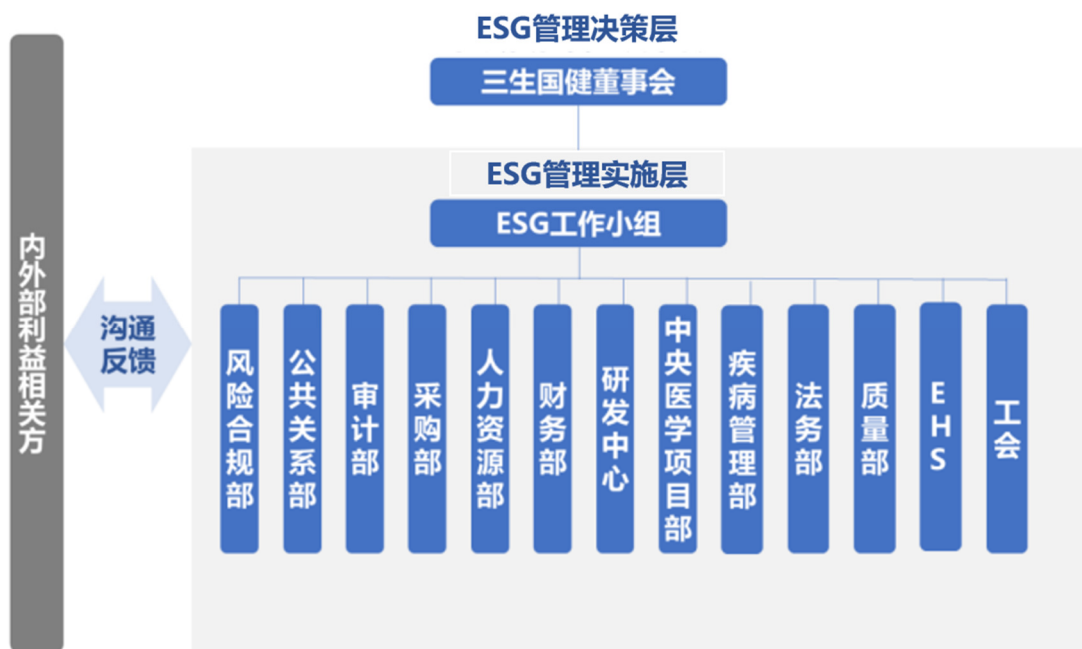 ESG管理决策层
三生国健董事会
ESG管理实施层
ESG工作小组
内外部利益相关方
沟通
反馈
风险合规部
公共关系部
审计部
采购部
人力资源部
财务部
研发中心
中央医学项目部
疾病管理部
法务部
质量部
EHS
工会